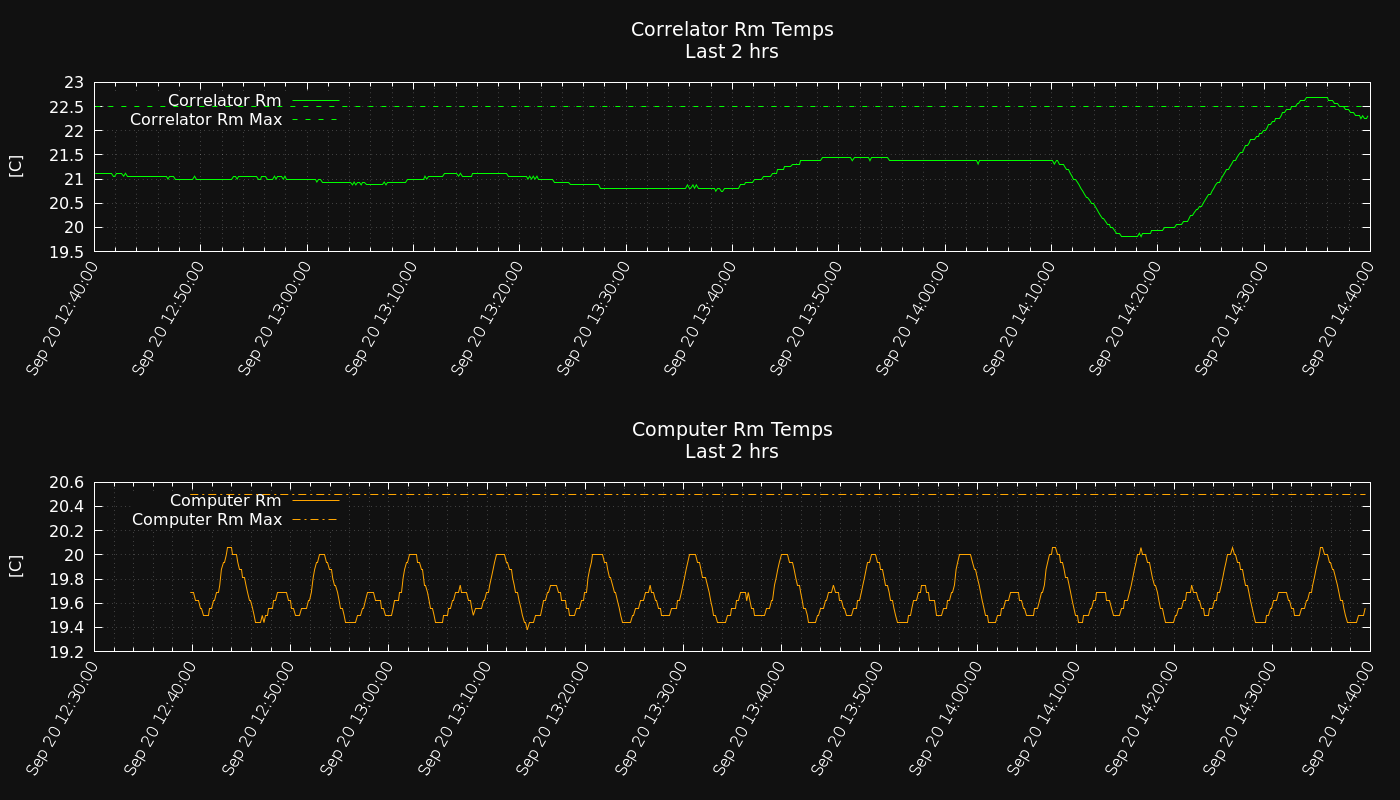 Correlator Rm Temps
Last 2 hrs
23
22.5
22
21.5
21
20.5
20
19.5
[C]
Correlator Rm
Correlator Rm Max
Sep 20 12:40:00
Sep 20 12:50:00
Sep 20 13:00:00
Sep 20 13:10:00
Sep 20 13:20:00
Sep 20 13:30:00
Sep 20 13:40:00
Sep 20 13:50:00
Sep 20 14:00:00
Sep 20 14:10:00
Sep 20 14:20:00
Sep 20 14:30:00
Sep 20 14:40:00
Computer Rm Temps
Last 2 hrs
20.6
20.4
20.2
20
19.8
19.6
19.4
19.2
[C]
Computer Rm
Computer Rm Max
Sep 20 12:30:00
Sep 20 12:40:00
Sep 20 12:50:00
Sep 20 13:00:00
Sep 20 13:10:00
Sep 20 13:20:00
Sep 20 13:30:00
Sep 20 13:40:00
Sep 20 13:50:00
Sep 20 14:00:00
Sep 20 14:10:00
Sep 20 14:20:00
Sep 20 14:30:00
Sep 20 14:40:00